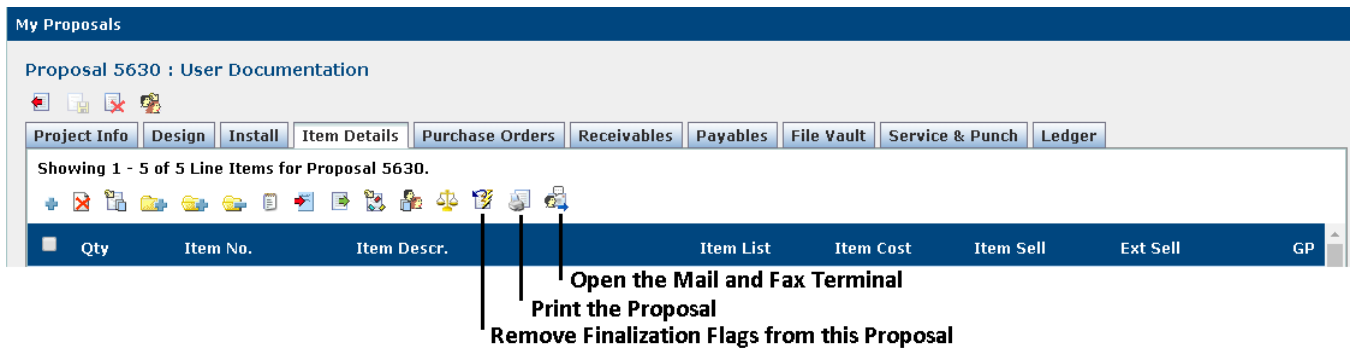 My Proposals
Proposal 5630 : User Documentation
Project Info Design Install Item Details Purchase Orders Receivables Payables File Vault Service & Punch Ledger
Showing 1 - 5 of 5 Line Items for Proposal 5630.
Qty Item No. Item Descr. Item List Item Cost Item Sell Ext Sell GP
Open the Mail and Fax Terminal
Print the Proposal
Remove Finalization Flags from this Proposal